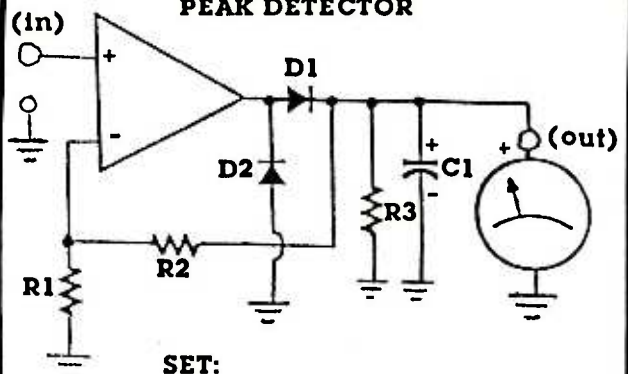 PEAK DETECTOR
(in)
+
-
D1
D2
+
C1
-
+
(out)
R3
R2
R1
SET: